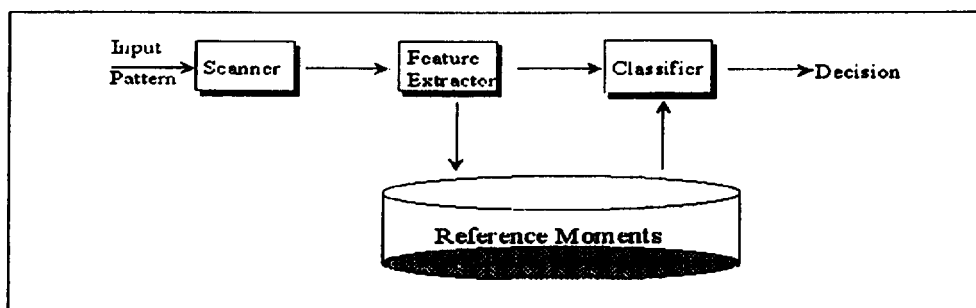 Input
Pattern
Scanner
Feature
Extractor
Classifier
Decision
Reference Moments